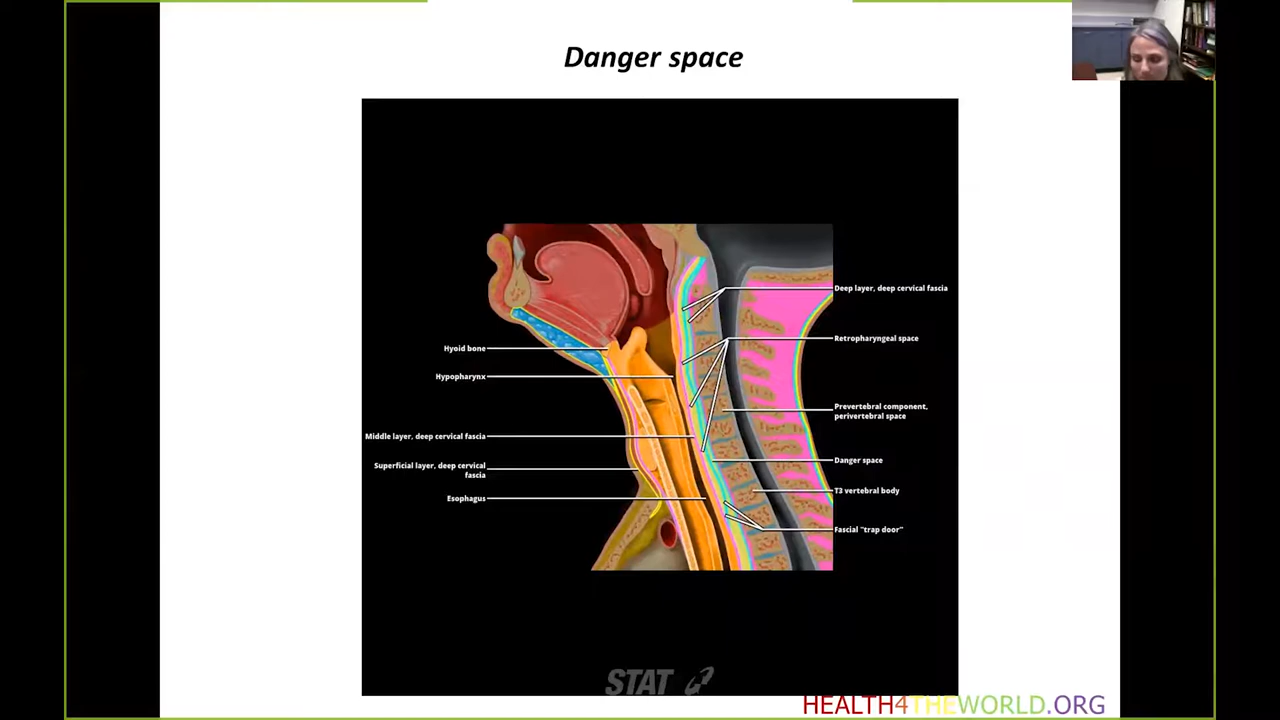 Danger space
Deep layer, deep cervical fascia
Retropharyngeal space
Hyoid bone
Hypopharynx
Prevertebral component,
perivertebral space
Middle layer, deep cervical fascia
Danger space
Superficial layer, deep cervical
fascia
T3 vertebral body
Esophagus
Fascial "trap door"
STAT
HEALTH4THEWORLD.ORG